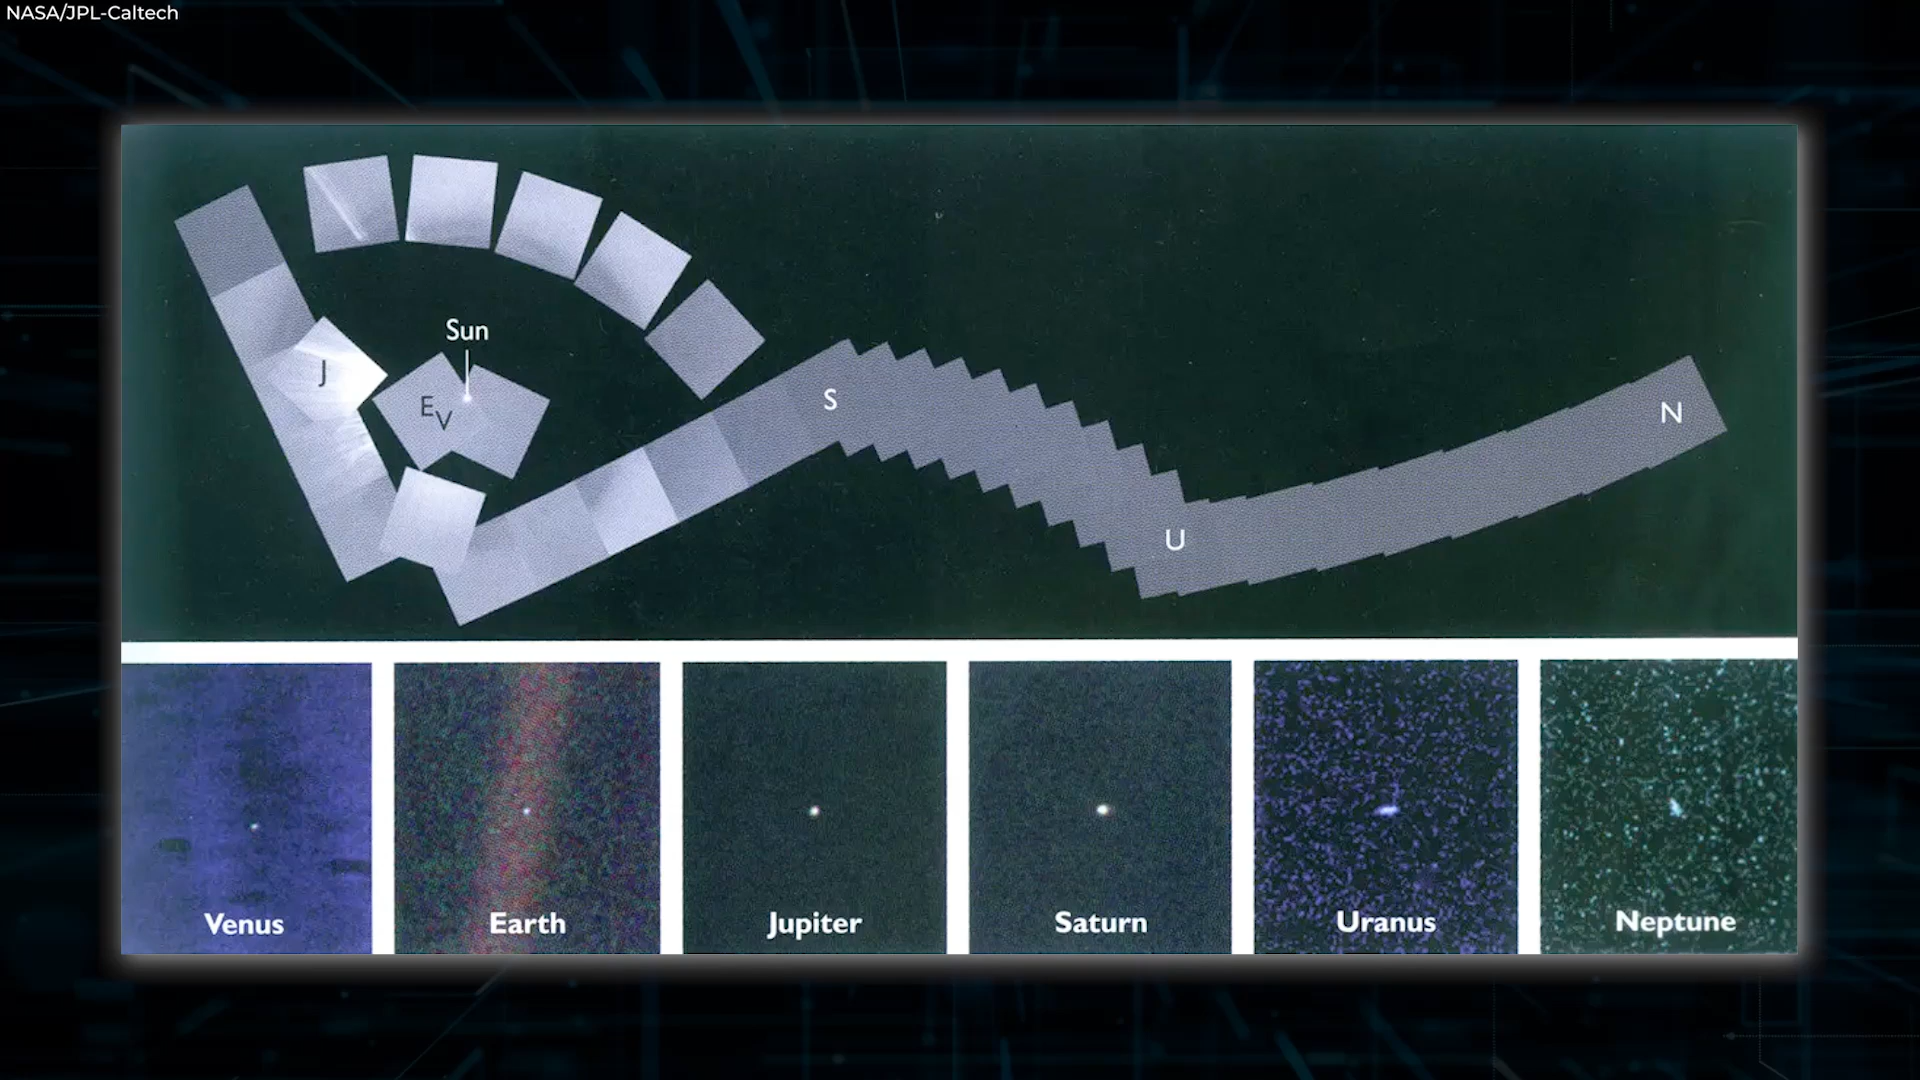 NASA/JPL-Caltech
Sun
J
E
V
S
U
N
Venus
Earth
Jupiter
Saturn
Uranus
Neptune